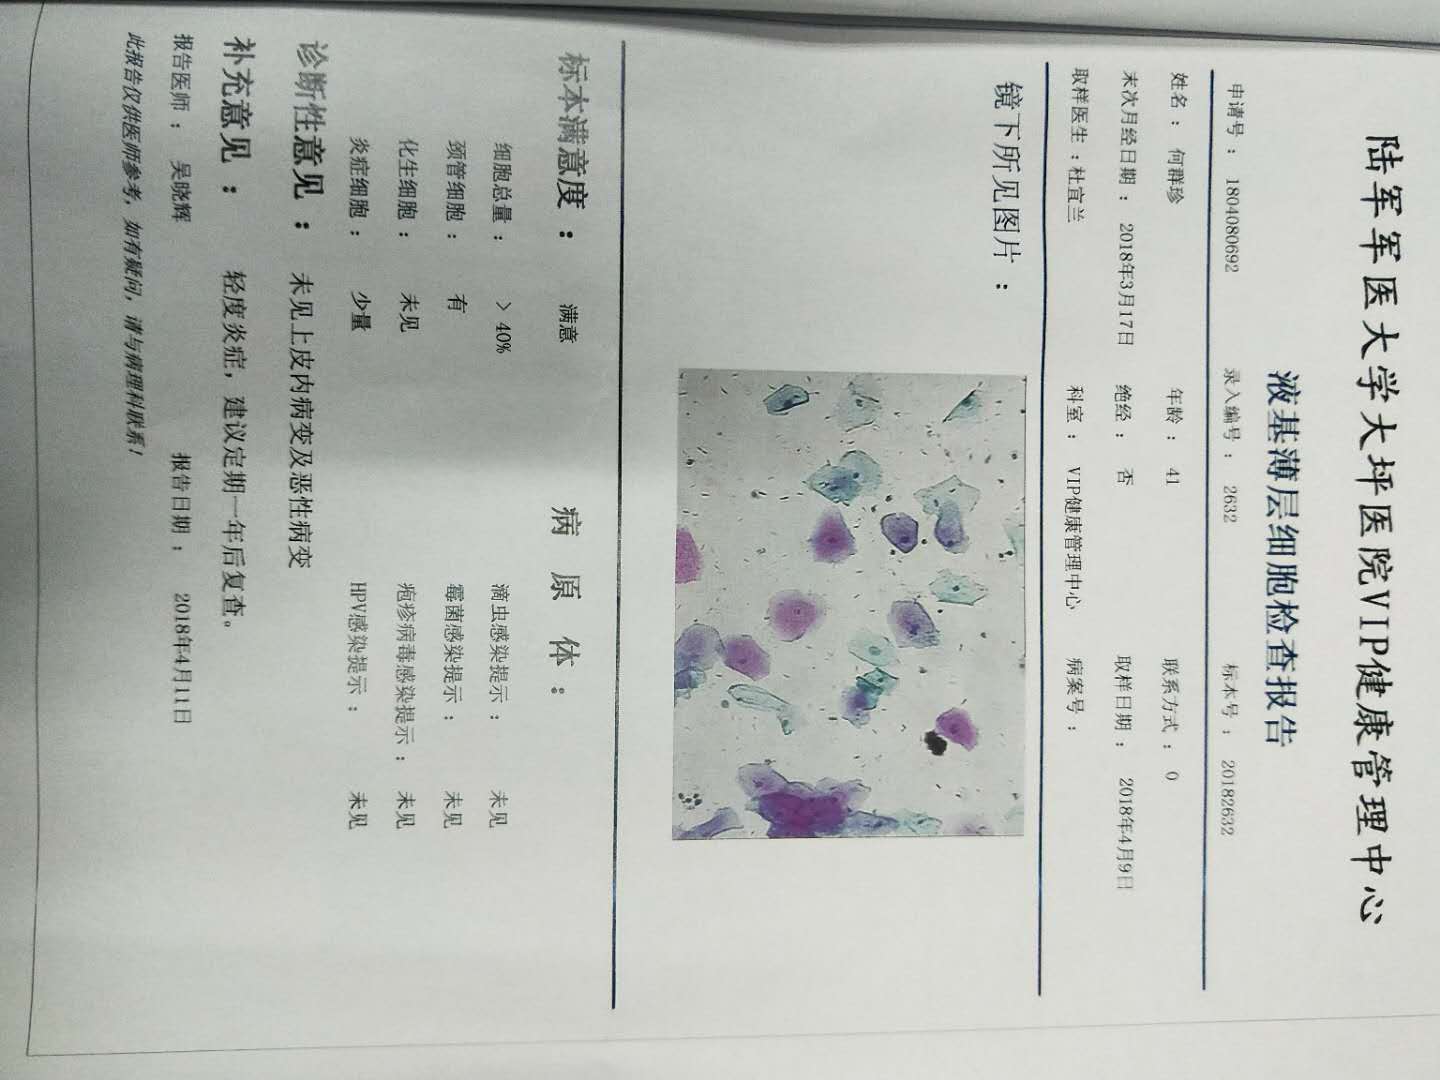 陆军军医大学大坪医院VIP健康管理中心
液基薄层细胞检查报告
申请号： 1804080692 录入编号： 2632 标本号： 20182632
姓名： 何群珍 年龄： 41 联系方式： 0
末次月经日期： 2018年3月17日 绝经： 否 取样日期： 2018年4月9日
取样医生：杜宜兰 科室： VIP健康管理中心 病案号：
镜下所见图片：
标本满意度： 满意 病 原 体：
细胞总量： > 40% 滴虫感染提示： 未见
颈管细胞： 有 霉菌感染提示： 未见
化生细胞： 未见 疱疹病毒感染提示： 未见
炎症细胞： 少量 HPV感染提示： 未见
诊断性意见： 未见上皮内病变及恶性病变
补充意见： 轻度炎症，建议定期一年后复查。
报告医师： 吴晓辉 报告日期： 2018年4月11日
此报告仅供医师参考，如有疑问，请与病理科联系！